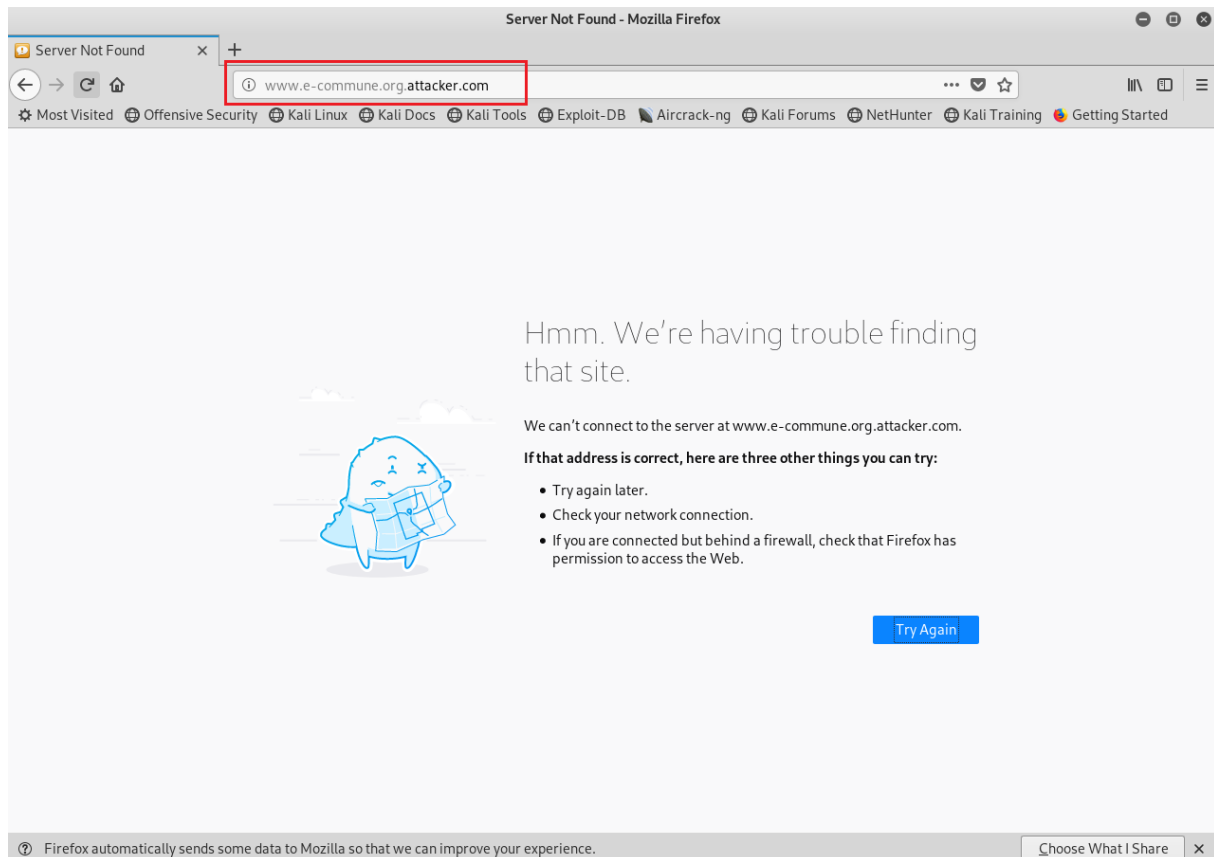 Server Not Found - Mozilla Firefox
Server Not Found
www.e-commune.org.attacker.com
Most Visited Offensive Security Kali Linux Kali Docs Kali Tools Exploit-DB Aircrack-ng Kali Forums NetHunter Kali Training Getting Started
Hmm. We're having trouble finding
that site.
We can't connect to the server at www.e-commune.org.attacker.com.
If that address is correct, here are three other things you can try:
Try again later.
Check your network connection.
If you are connected but behind a firewall, check that Firefox has
permission to access the Web.
Try Again
Firefox automatically sends some data to Mozilla so that we can improve your experience.
Choose What I Share